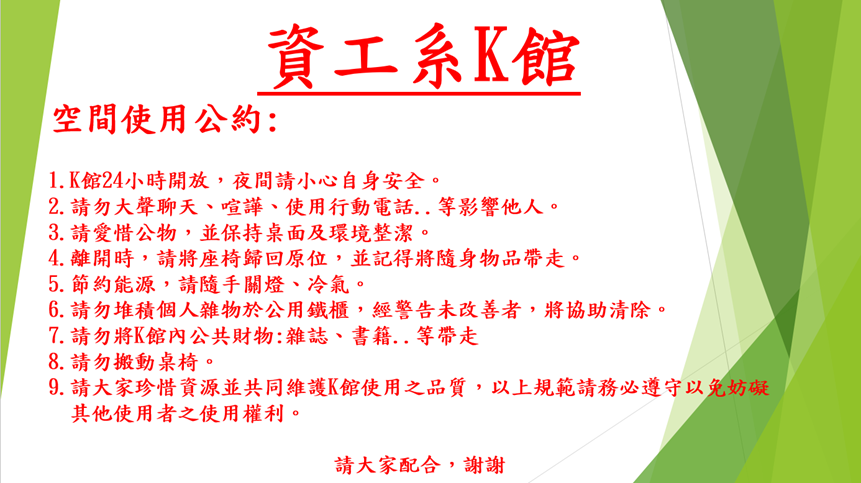 資工系K館
空間使用公約:
1.K館24小時開放，夜間請小心自身安全。
2.請勿大聲聊天、喧譁、使用行動電話..等影響他人。
3.請愛惜公物，並保持桌面及環境整潔。
4.離開時，請將座椅歸回原位，並記得將隨身物品帶走。
5.節約能源，請隨手關燈、冷氣。
6.請勿堆積個人雜物於公用鐵櫃，經警告未改善者，將協助清除。
7.請勿將K館內公共財物:雜誌、書籍..等帶走
8.請勿搬動桌椅。
9.請大家珍惜資源並共同維護K館使用之品質，以上規範請務必遵守以免妨礙
其他使用者之使用權利。
請大家配合，謝謝